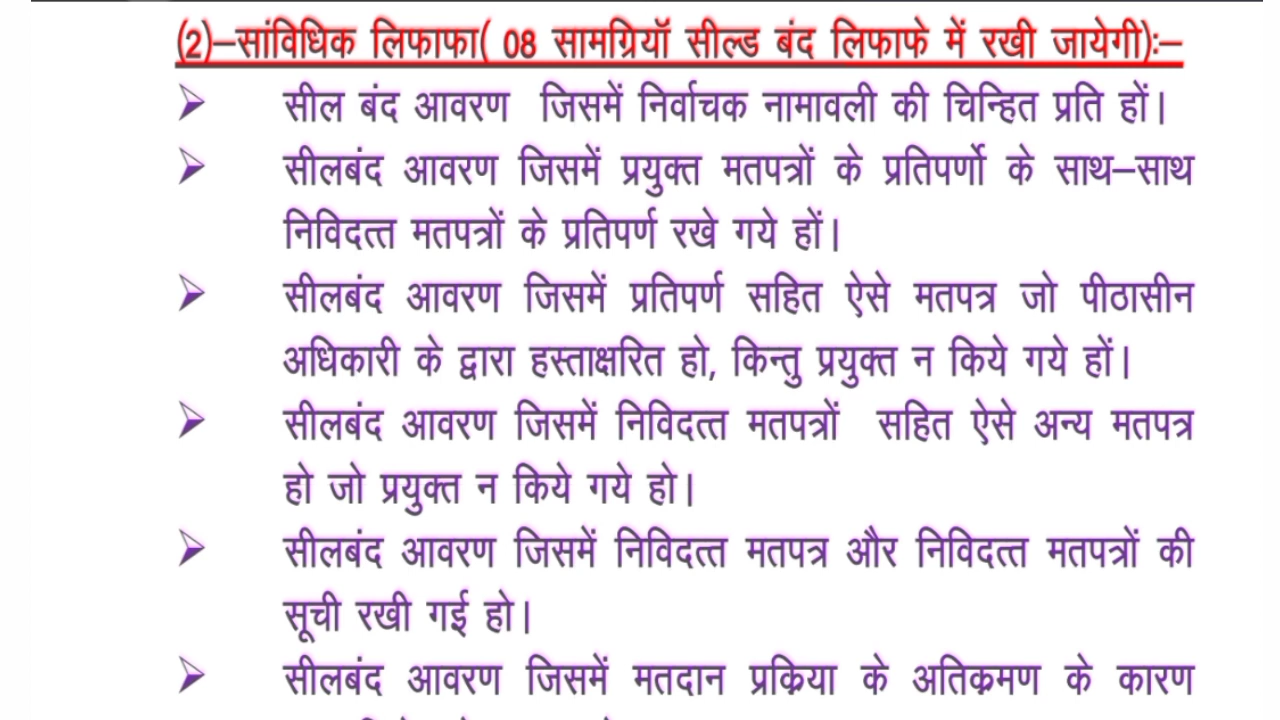 (2)–सांविधिक लिफाफा( 08 सामग्रियॉ सील्ड बंद लिफाफे में रखी जायेगी):–
सील बंद आवरण जिसमें निर्वाचक नामावली की चिन्हित प्रति हों।
सीलबंद आवरण जिसमें प्रयुक्त मतपत्रों के प्रतिपर्णो के साथ–साथ
निविदत्त मतपत्रों के प्रतिपर्ण रखे गये हों।
सीलबंद आवरण जिसमें प्रतिपर्ण सहित ऐसे मतपत्र जो पीठासीन
अधिकारी के द्वारा हस्ताक्षरित हो, किन्तु प्रयुक्त न किये गये हों।
सीलबंद आवरण जिसमें निविदत्त मतपत्रों सहित ऐसे अन्य मतपत्र
हो जो प्रयुक्त न किये गये हो।
सीलबंद आवरण जिसमें निविदत्त मतपत्र और निविदत्त मतपत्रों की
सूची रखी गई हो।
सीलबंद आवरण जिसमें मतदान प्रक्रिया के अतिक्रमण के कारण